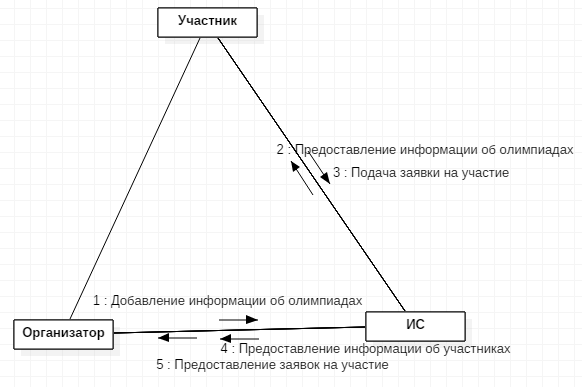 Участник
2 : Предоставление информации об олимпиадах
3 : Подача заявки на участие
1 : Добавление информации об олимпиадах
Организатор
ИС
4 : Предоставление информации об участниках
5 : Предоставление заявок на участие